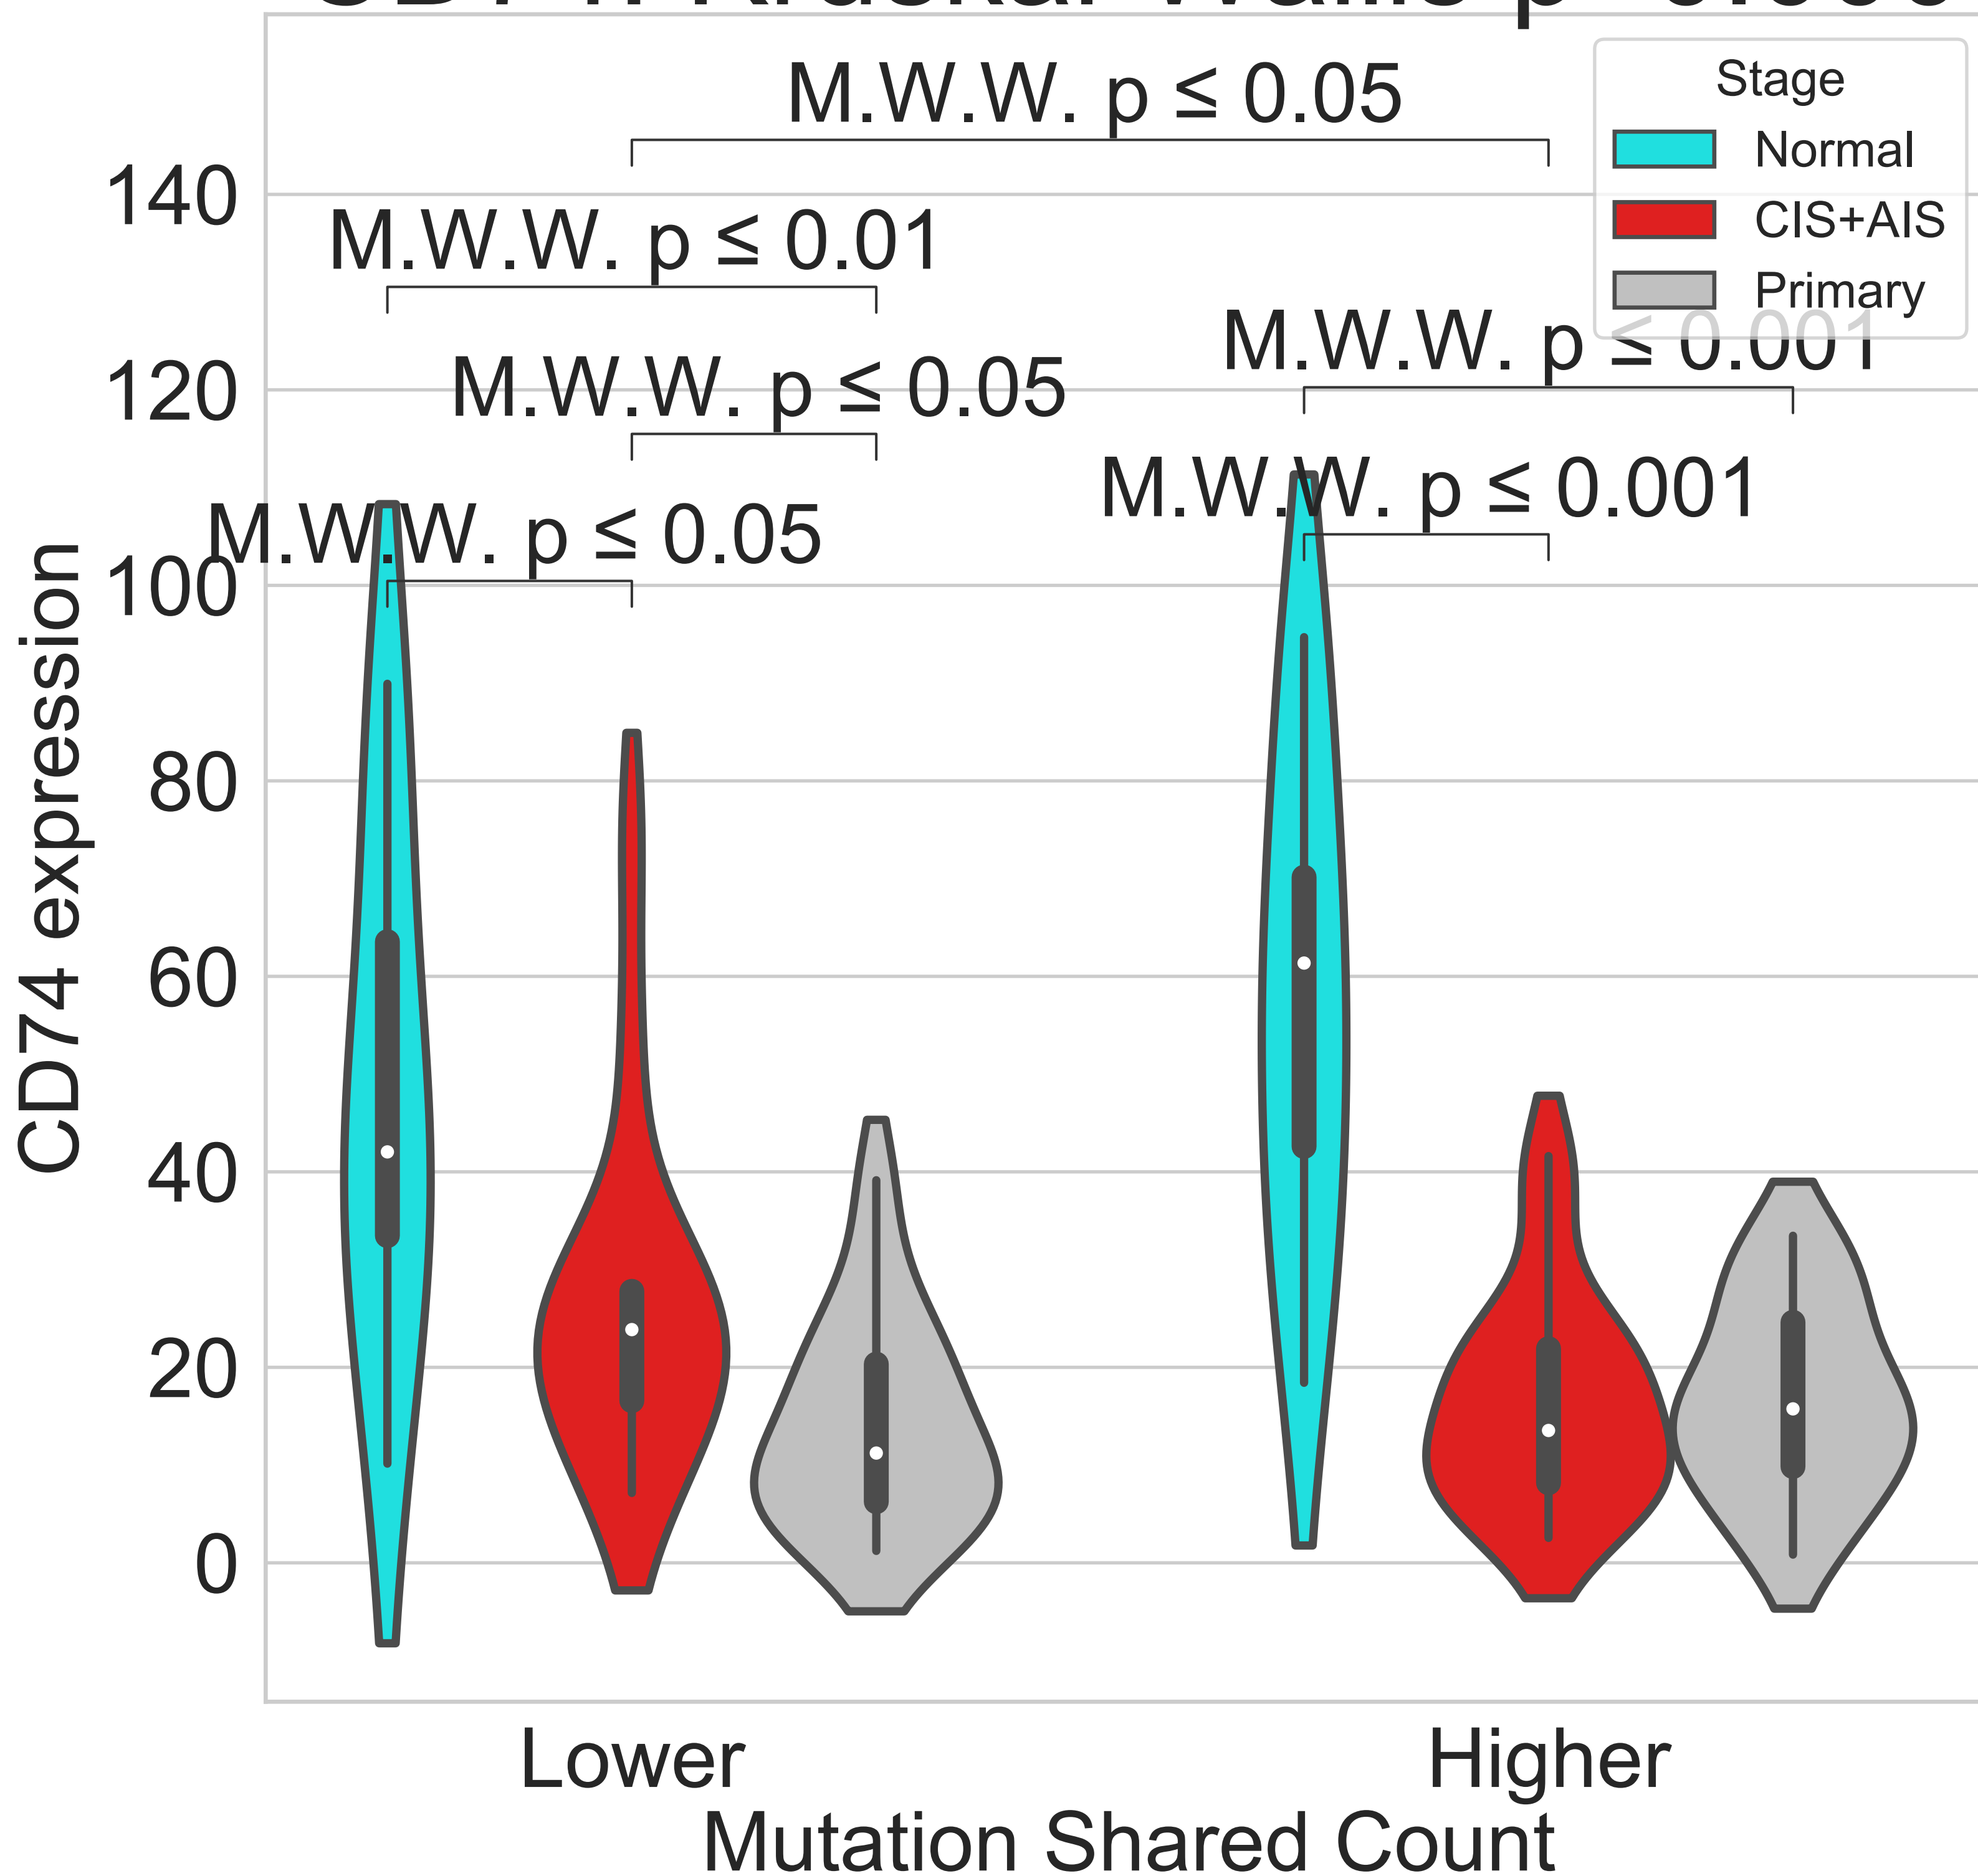 M.W.W. p ≤ 0.05
Stage
Normal
CIS+AIS
Primary
140
M.W.W. p ≤ 0.01
M.W.W. p ≤ 0.001
120
M.W.W. p ≤ 0.05
M.W.W. p ≤ 0.001
M.W.W. p ≤ 0.05
100
80
60
40
20
0
CD74 expression
Lower
Higher
Mutation Shared Count